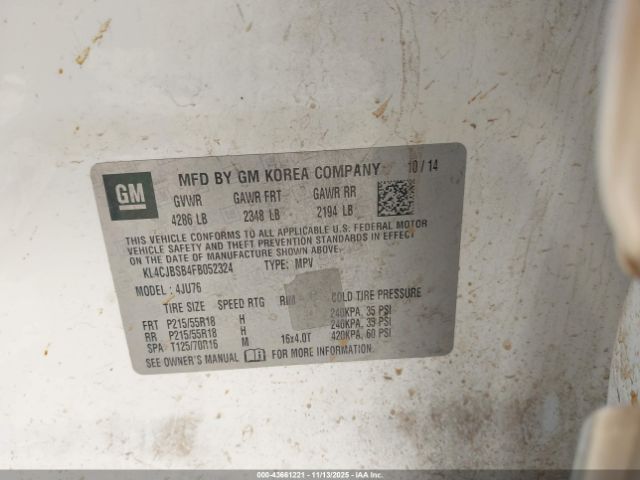 GM
MFD BY GM KOREA COMPANY 10/14
GVWR GAWR FRT GAWR RR
4286 LB 2348 LB 2194 LB
THIS VEHICLE CONFORMS TO ALL APPLICABLE U.S. FEDERAL MOTOR
VEHICLE SAFETY AND THEFT PREVENTION STANDARDS IN EFFECT
ON THE DATE OF MANUFACTURE SHOWN ABOVE.
KL4CJBSB4FB052324 TYPE: MPV
MODEL: 4JU76
TIRE SIZE SPEED RTG RIM COLD TIRE PRESSURE
FRT P215/55R18 H 240KPA, 35 PSI
RR P215/55R18 H 240KPA, 35 PSI
SPA T125/70R16 M 16x4.0T 420KPA, 60 PSI
SEE OWNER'S MANUAL FOR MORE INFORMATION.
000-43661221 - 11/13/2025 - IAAI.CA